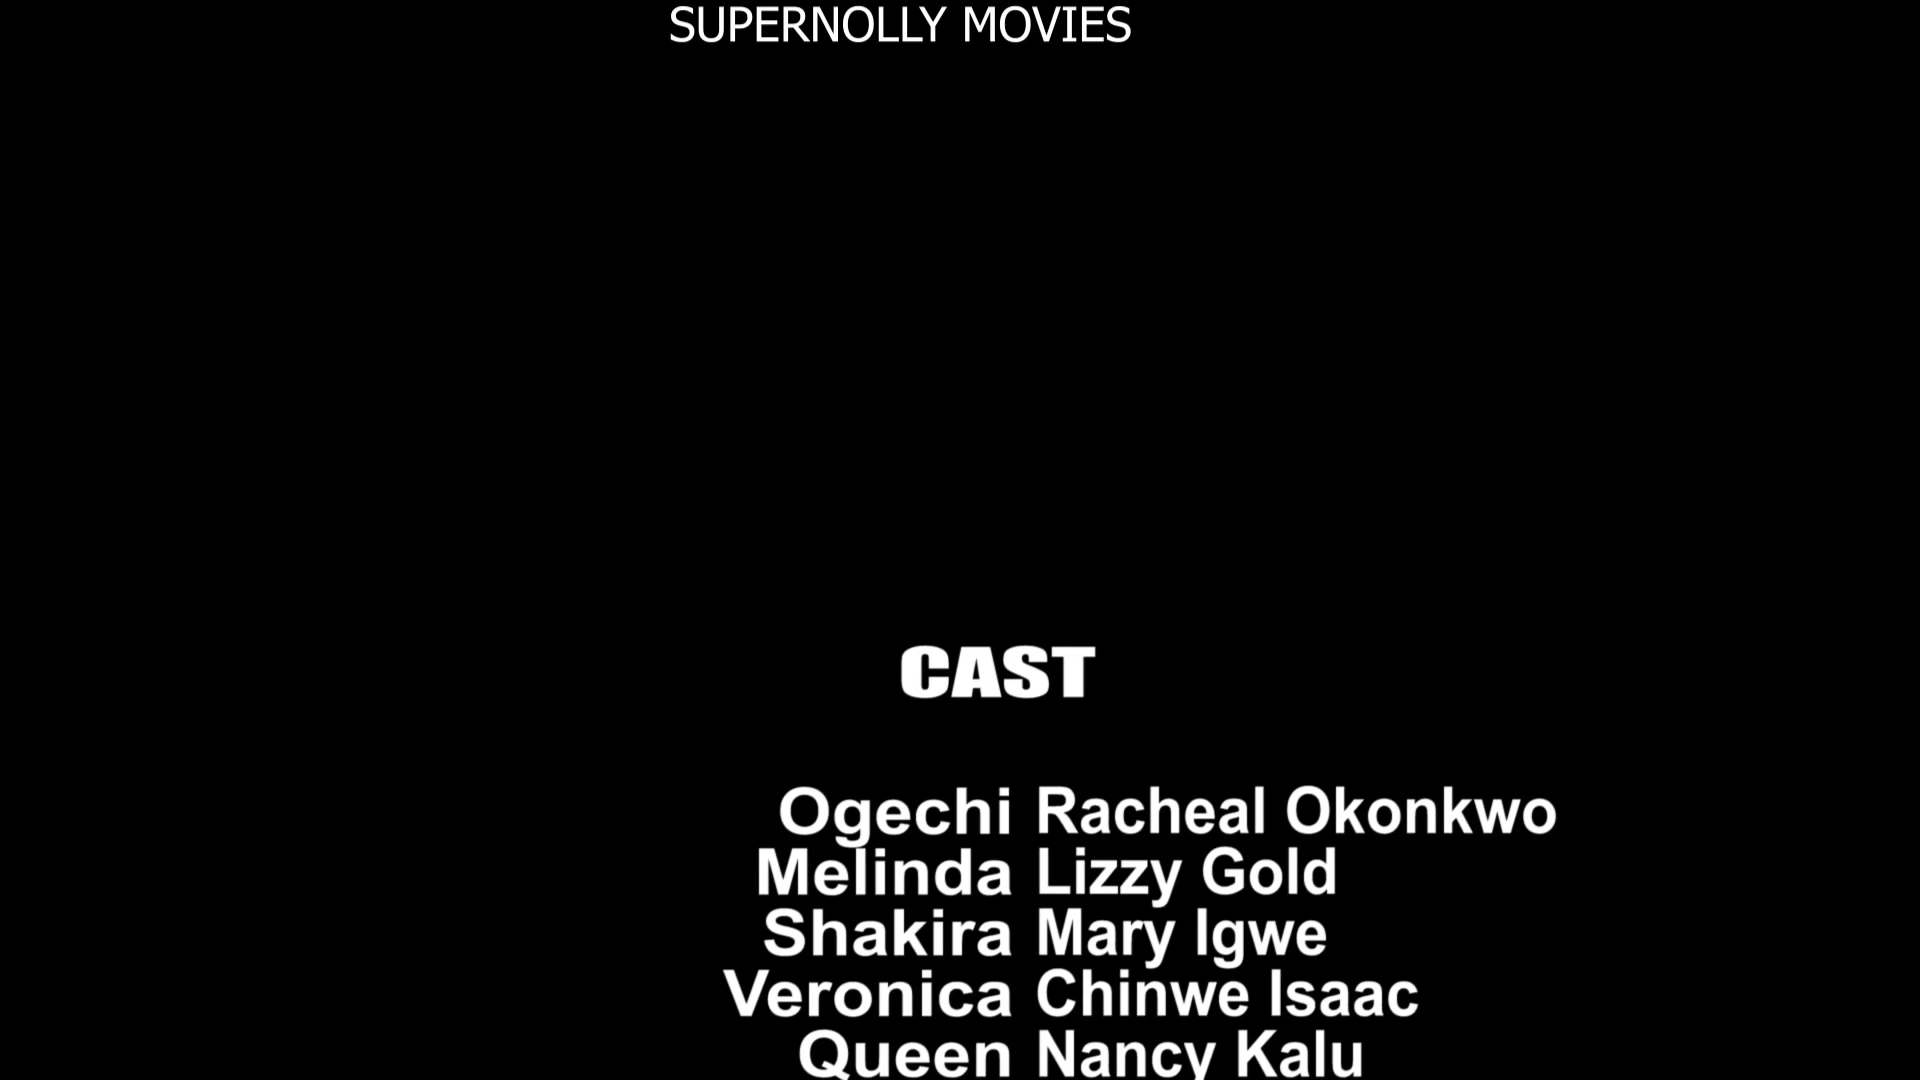 SUPERNOLLY MOVIES
CAST
Ogechi Racheal Okonkwo
Melinda Lizzy Gold
Shakira Mary Igwe
Veronica Chinwe Isaac
Queen Nancy Kalu